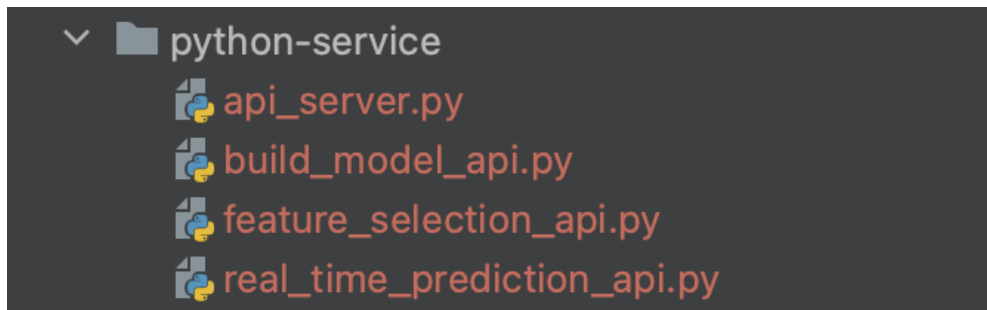 python-service
api_server.py
build_model_api.py
feature_selection_api.py
real_time_prediction_api.py